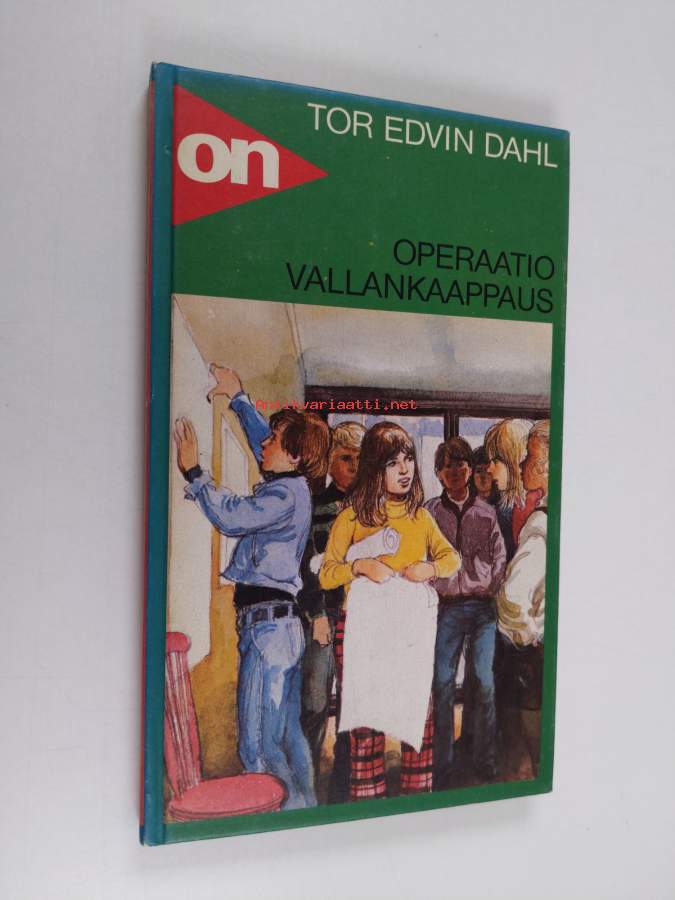 on
TOR EDVIN DAHL
OPERAATIO
VALLANKAAPPAUS
Antikvariaatti.net